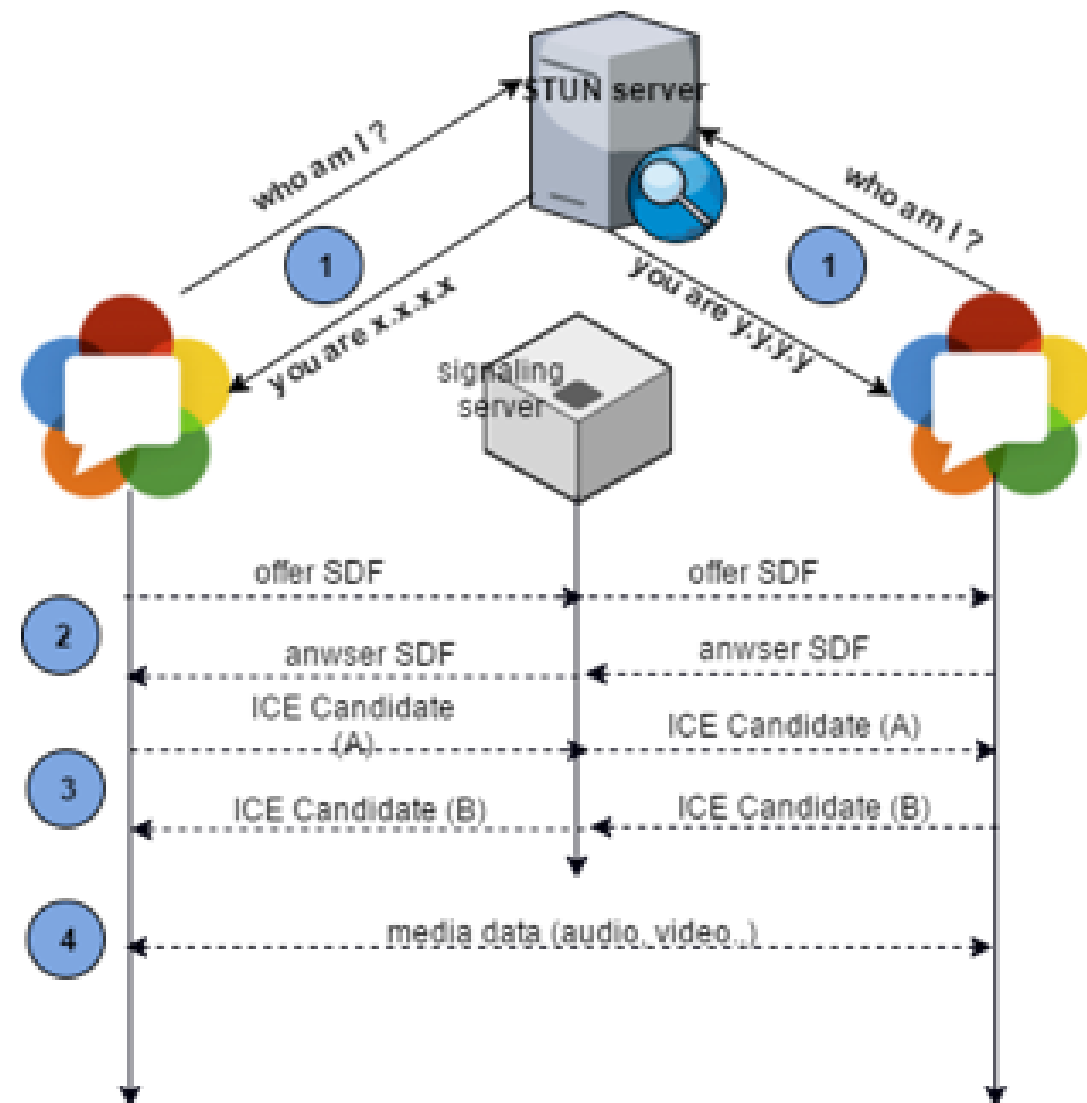 STUN server
who am I ?
who am I ?
1
1
you are x.x.x.x
you are y.y.y.y
signaling
server
offer SDF
offer SDF
2
anwser SDF
anwser SDF
ICE Candidate
(A)
ICE Candidate (A)
3
ICE Candidate (B)
ICE Candidate (B)
4
media data (audio, video..)